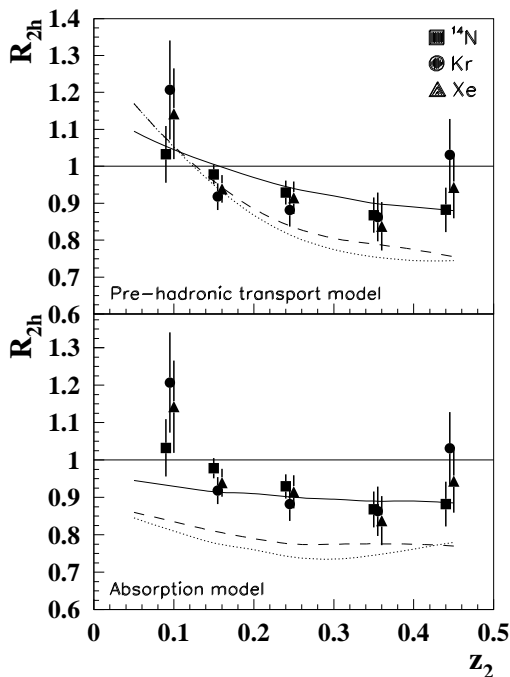 R2h
1.4
1.3
1.2
1.1
1
0.9
0.8
0.7
0.6
14N
Kr
Xe
Pre-hadronic transport model
R2h
1.3
1.2
1.1
1
0.9
0.8
0.7
0.6
Absorption model
0 0.1 0.2 0.3 0.4 0.5
z2